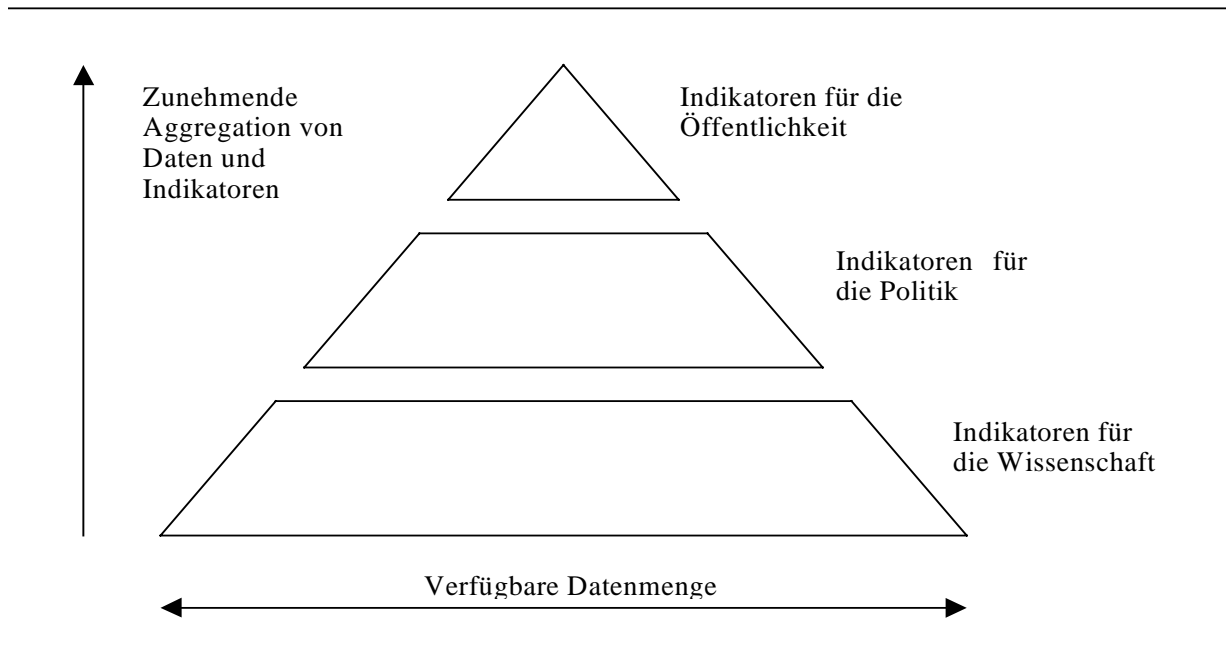 Zunehmende
Aggregation von
Daten und
Indikatoren
Indikatoren für die
Öffentlichkeit
Indikatoren für
die Politik
Indikatoren für
die Wissenschaft
Verfügbare Datenmenge